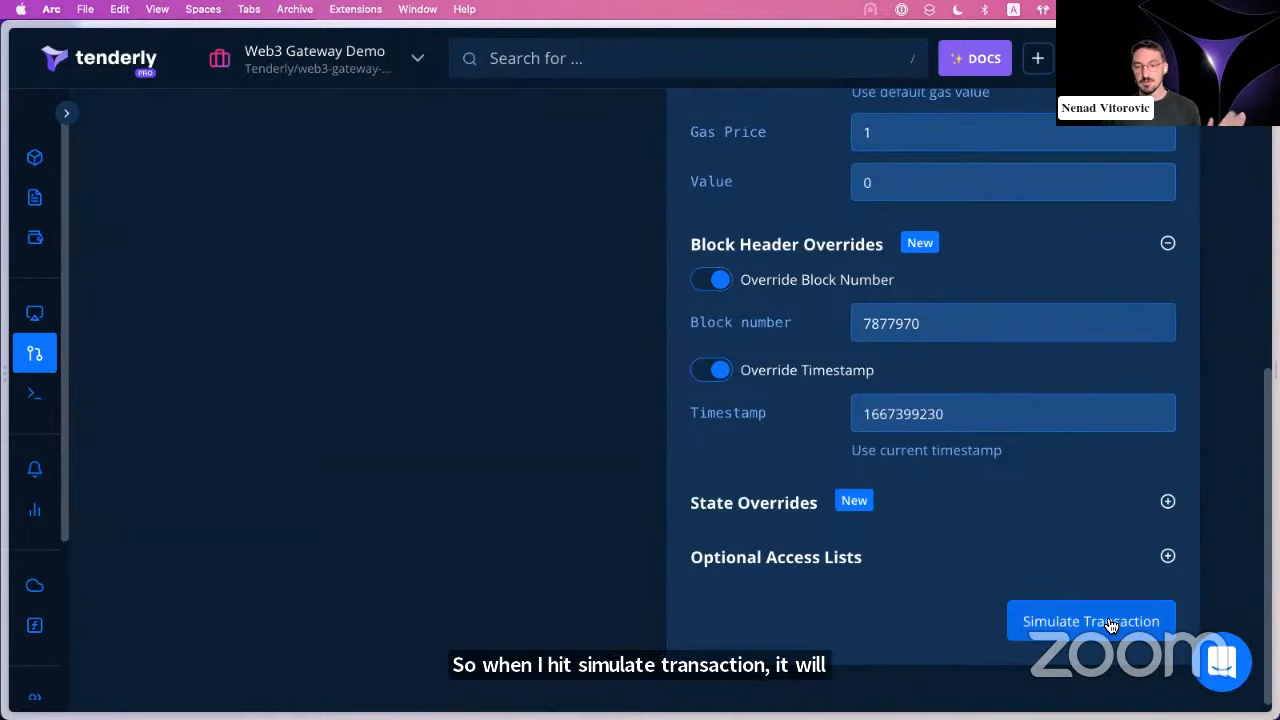 Arc File Edit View Spaces Tabs Archive Extensions Window Help A
tenderly
PRO
Web3 Gateway Demo
Tenderly/web3-gateway-...
Search for ...
/
DOCS
Nenad Vitorovic
Use default gas value
Gas Price
1
Value
0
Block Header Overrides New
Override Block Number
Block number
7877970
Override Timestamp
Timestamp
1667399230
Use current timestamp
State Overrides New
Optional Access Lists
Simulate Transaction
zoom
So when I hit simulate transaction, it will